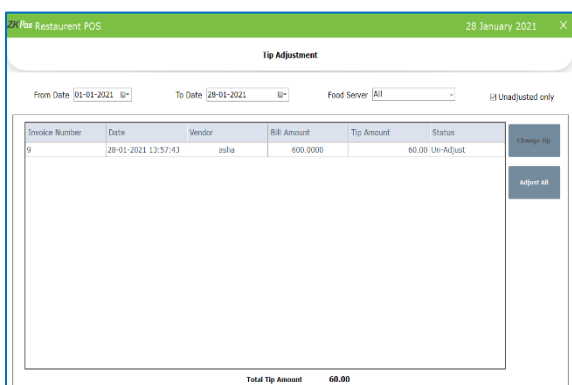 ZKPos Restaurent POS 28 January 2021 X
Tip Adjustment
From Date 01-01-2021 To Date 28-01-2021 Food Server All Unadjusted only
Invoice Number Date Vendor Bill Amount Tip Amount Status
Change Tip
9 28-01-2021 13:57:43 asha 600.0000 60.00 Un-Adjust
Adjust All
Total Tip Amount 60.00